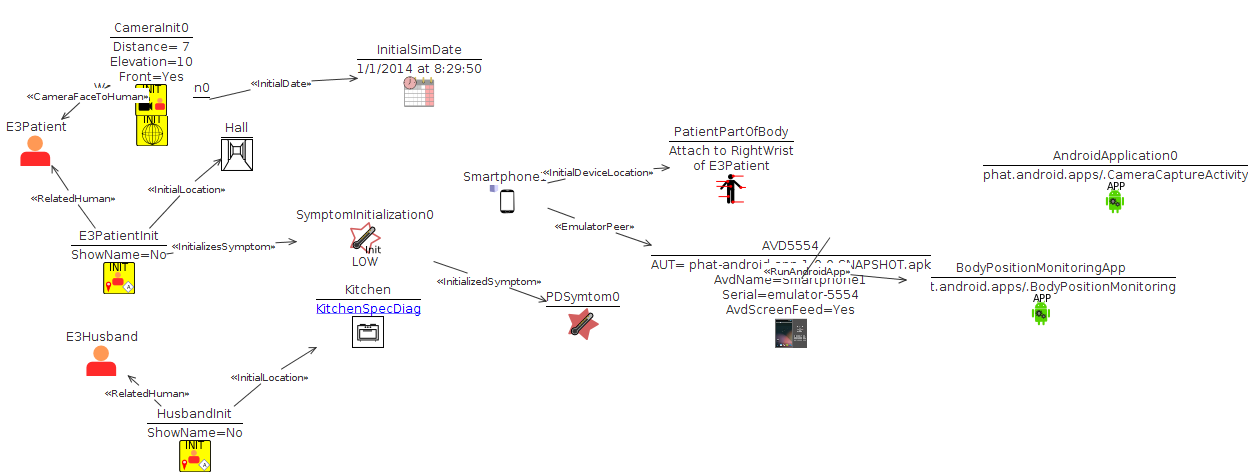 CameraInit0
Distance= 7
Elevation=10
Front=Yes
INIT
n0
«CameraFaceToHuman»
INIT
«InitialDate»
InitialSimDate
1/1/2014 at 8:29:50
E3Patient
Hall
«RelatedHuman»
«InitialLocation»
E3PatientInit
ShowName=No
INIT
A
«InitializesSymptom»
SymptomInitialization0
Init
LOW
«InitializedSymptom»
PDSymtom0
Kitchen
KitchenSpecDiag
E3Husband
«RelatedHuman»
«InitialLocation»
HusbandInit
ShowName=No
INIT
A
Smartphone1
«InitialDeviceLocation»
PatientPartOfBody
Attach to RightWrist
of E3Patient
«EmulatorPeer»
AVD5554
AUT= phat-android SNAPSHOT.apk
«RunAndroidApp»
AvdName=Smartphone1
Serial=emulator-5554
AvdScreenFeed=Yes
AndroidApplication0
phat.android.apps/.CameraCaptureActivity
APP
BodyPositionMonitoringApp
t.android.apps/.BodyPositionMonitoring
APP